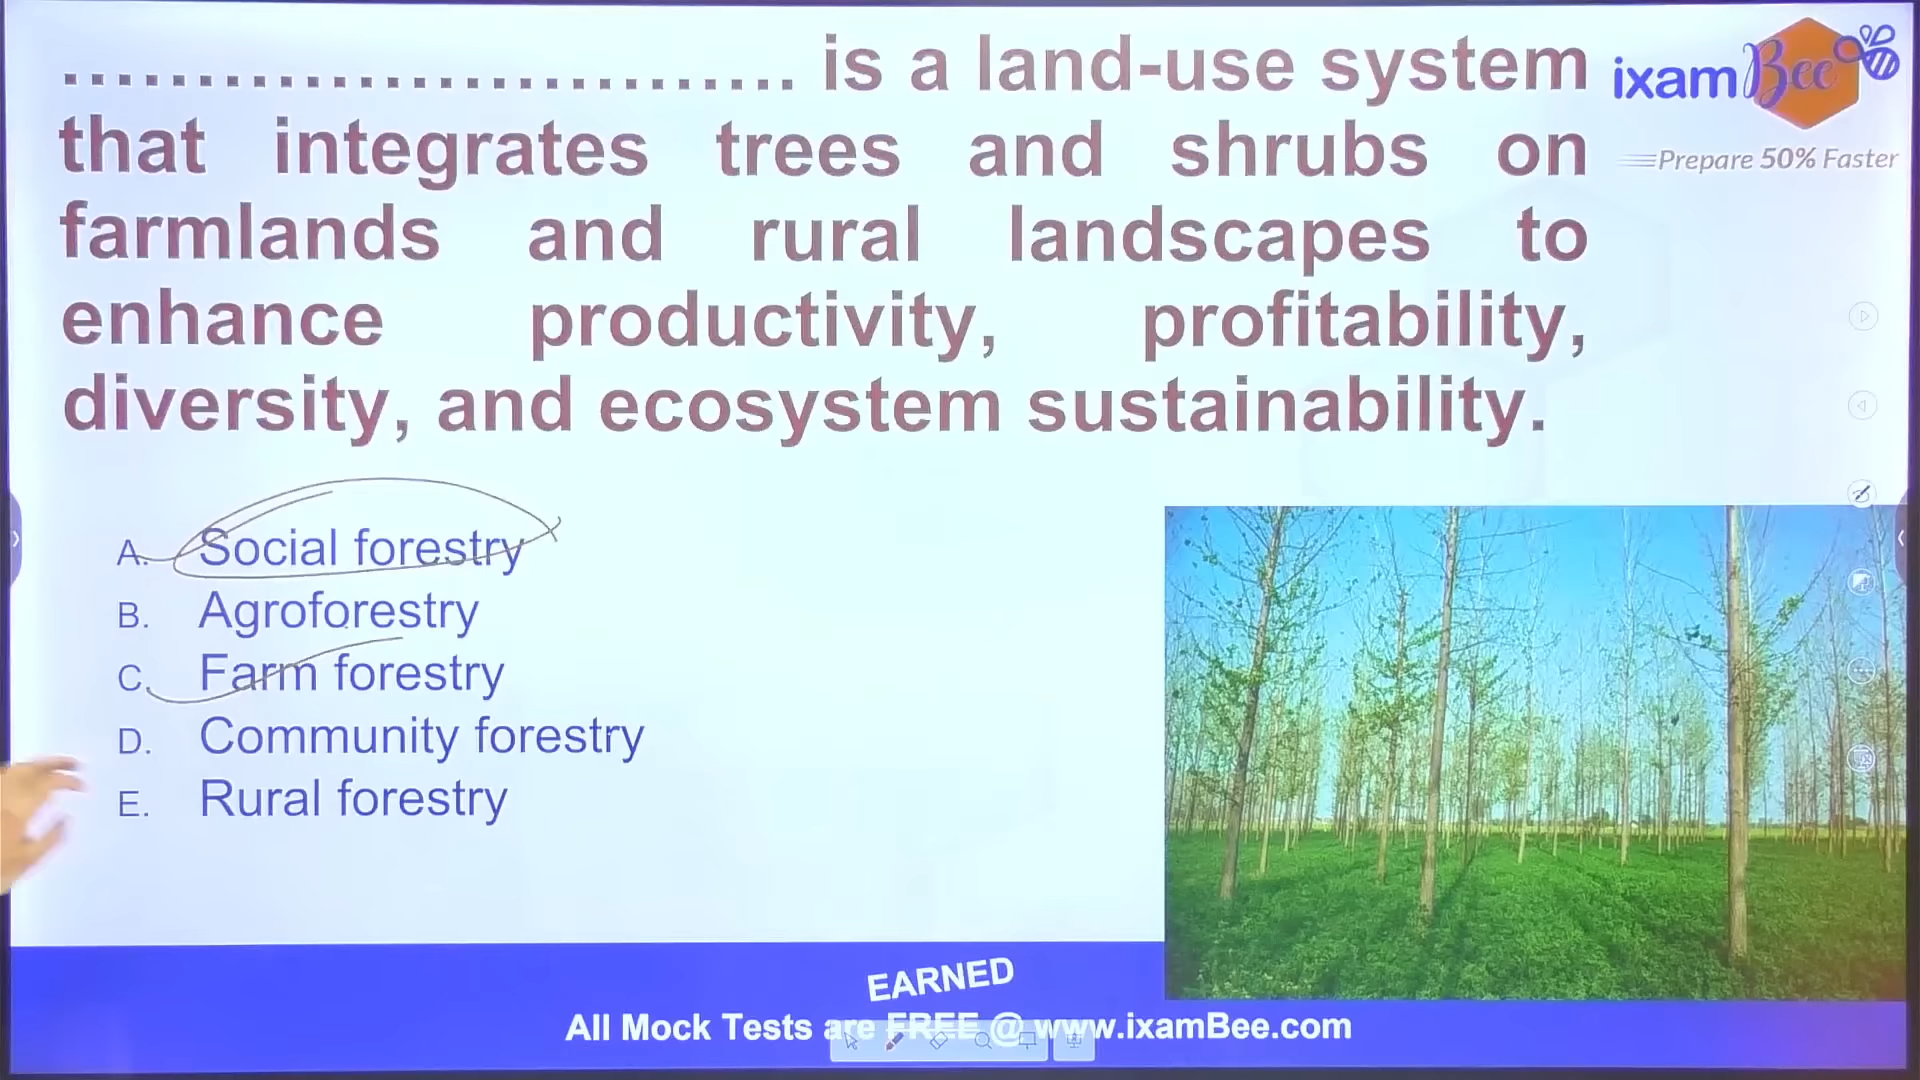 ............................ is a land-use system
that integrates trees and shrubs on
farmlands and rural landscapes to
enhance productivity, profitability,
diversity, and ecosystem sustainability.
ixamBee
Prepare 50% Faster
A. Social forestry
B. Agroforestry
C. Farm forestry
D. Community forestry
E. Rural forestry
EARNED
All Mock Tests are FREE @ www.ixamBee.com